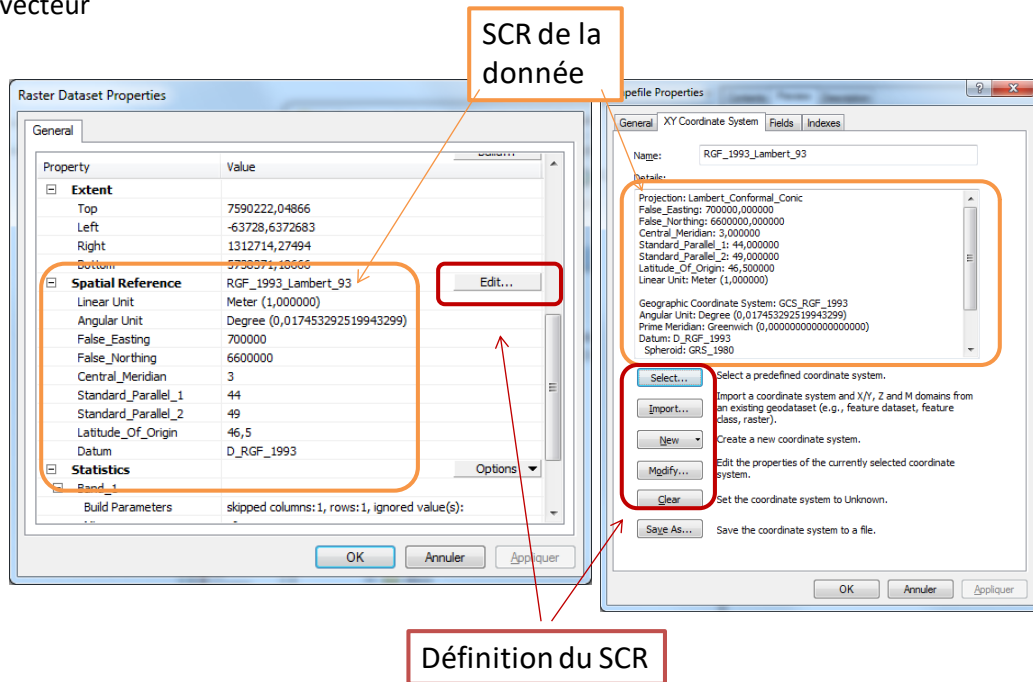 vecteur
SCR de la
donnée
Raster Dataset Properties
General
Property Value
Extent
Top 7590222,04866
Left -63728,6372683
Right 1312714,27494
Spatial Reference RGF_1993_Lambert_93 Edit...
Linear Unit Meter (1,000000)
Angular Unit Degree (0,017453292519943299)
False_Easting 700000
False_Northing 6600000
Central_Meridian 3
Standard_Parallel_1 44
Standard_Parallel_2 49
Latitude_Of_Origin 46,5
Datum D_RGF_1993
Statistics Options
Band_1
Build Parameters skipped columns:1, rows:1, ignored value(s):
OK Annuler Appliquer
pefile Properties
General XY Coordinate System Fields Indexes
Name: RGF_1993_Lambert_93
Details:
Projection: Lambert_Conformal_Conic
False_Easting: 700000,000000
False_Northing: 6600000,000000
Central_Meridian: 3,000000
Standard_Parallel_1: 44,000000
Standard_Parallel_2: 49,000000
Latitude_Of_Origin: 46,500000
Linear Unit: Meter (1,000000)
Geographic Coordinate System: GCS_RGF_1993
Angular Unit: Degree (0,017453292519943299)
Prime Meridian: Greenwich (0,000000000000000000)
Datum: D_RGF_1993
Spheroid: GRS_1980
Select... Select a predefined coordinate system.
Import a coordinate system and X/Y, Z and M domains from
Import... an existing geodataset (e.g., feature dataset, feature
class, raster).
New Create a new coordinate system.
Edit the properties of the currently selected coordinate
Modify... system.
Clear Set the coordinate system to Unknown.
Save As... Save the coordinate system to a file.
OK Annuler Appliquer
Définition du SCR